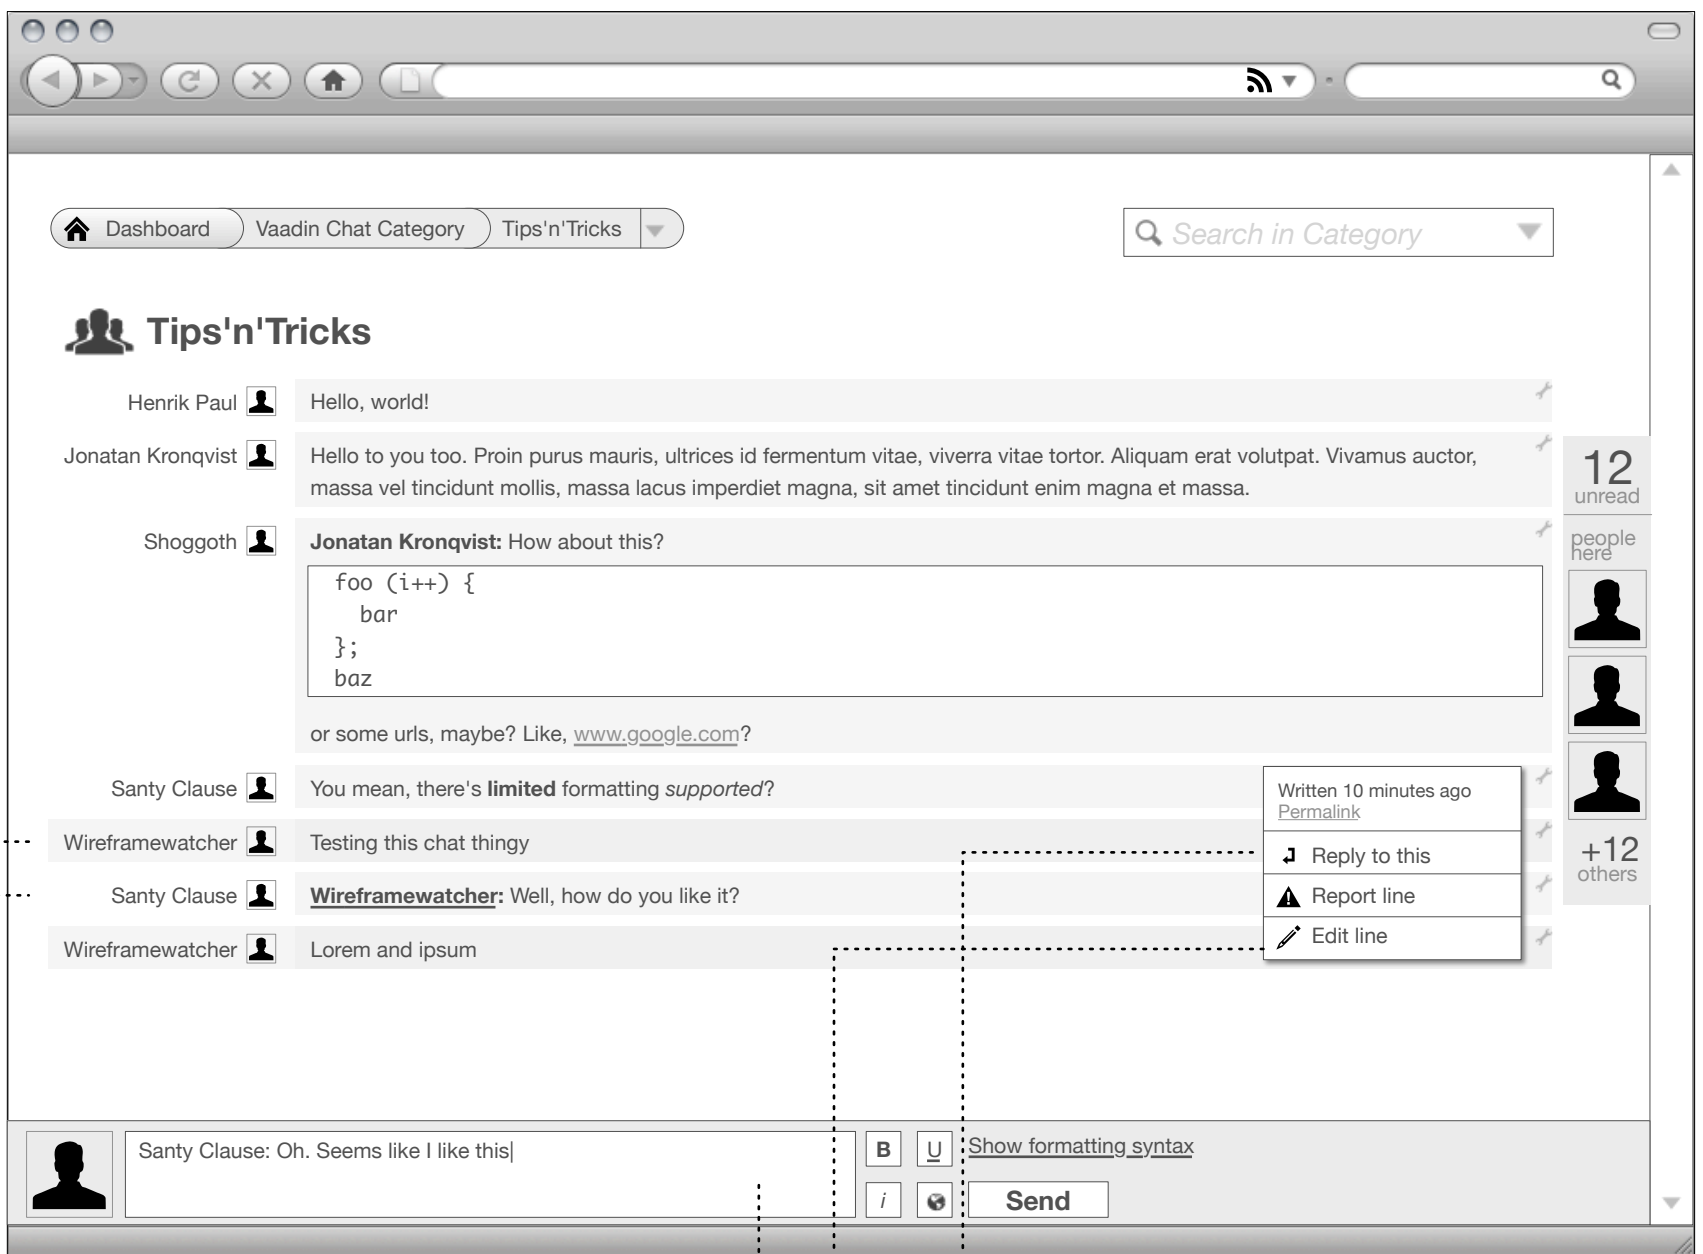 Dashboard
Vaadin Chat Category
Tips'n'Tricks
Search in Category
Tips'n'Tricks
Henrik Paul
Hello, world!
Jonatan Kronqvist
Hello to you too. Proin purus mauris, ultrices id fermentum vitae, viverra vitae tortor. Aliquam erat volutpat. Vivamus auctor,
massa vel tincidunt mollis, massa lacus imperdiet magna, sit amet tincidunt enim magna et massa.
12
unread
people
here
Shoggoth
Jonatan Kronqvist: How about this?
foo (i++) {
bar
};
baz
or some urls, maybe? Like, www.google.com?
Santy Clause
You mean, there's limited formatting supported?
Wireframewatcher
Testing this chat thingy
Santy Clause
Wireframewatcher: Well, how do you like it?
Wireframewatcher
Lorem and ipsum
Written 10 minutes ago
Permalink
Reply to this
Report line
Edit line
+12
others
Santy Clause: Oh. Seems like I like this
B
U
Show formatting syntax
i
Send